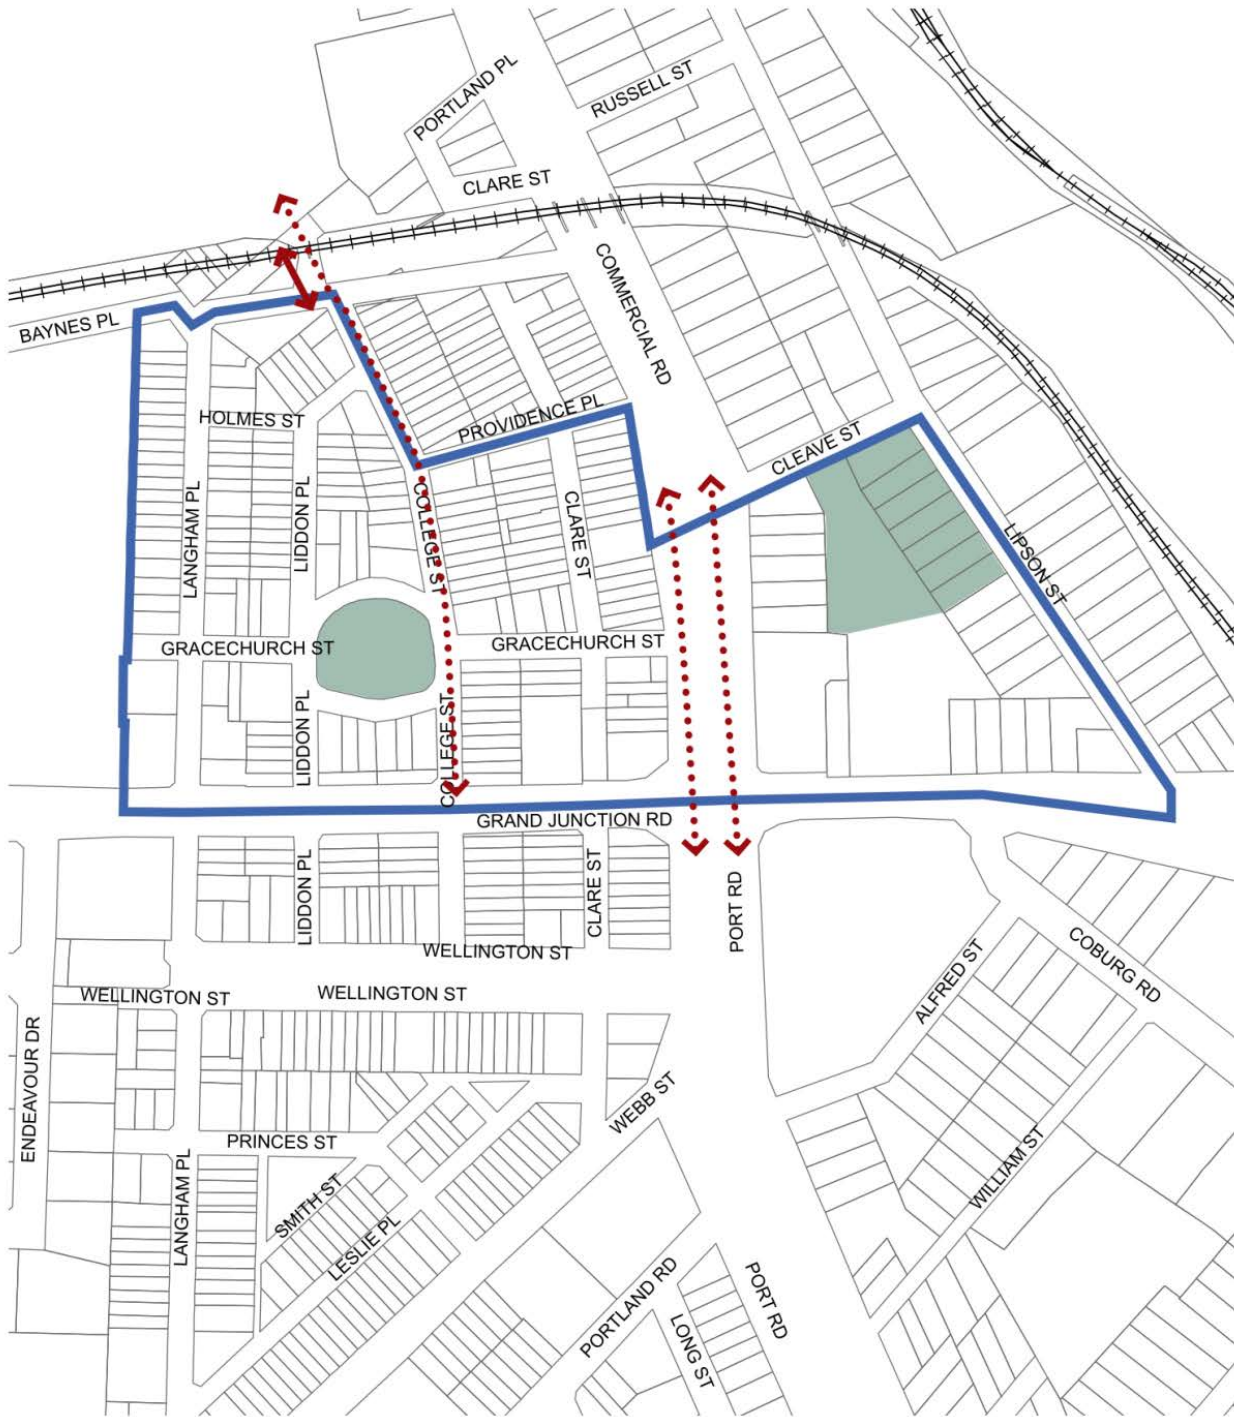 PORTLAND PL
RUSSELL ST
CLARE ST
COMMERCIAL RD
BAYNES PL
HOLMES ST
PROVIDENCE PL
CLEAVE ST
LANGHAM PL
LIDDON PL
COLLEGE ST
CLARE ST
LIPSON ST
GRACECHURCH ST
GRACECHURCH ST
LIDDON PL
COLLEGE ST
GRAND JUNCTION RD
LIDDON PL
CLARE ST
PORT RD
WELLINGTON ST
COBURG RD
ALFRED ST
WELLINGTON ST
WELLINGTON ST
ENDEAVOUR DR
WEBB ST
PRINCES ST
WILLIAM ST
LANGHAM PL
SMITH ST
LESLIE PL
PORTLAND RD
PORT RD
LONG ST